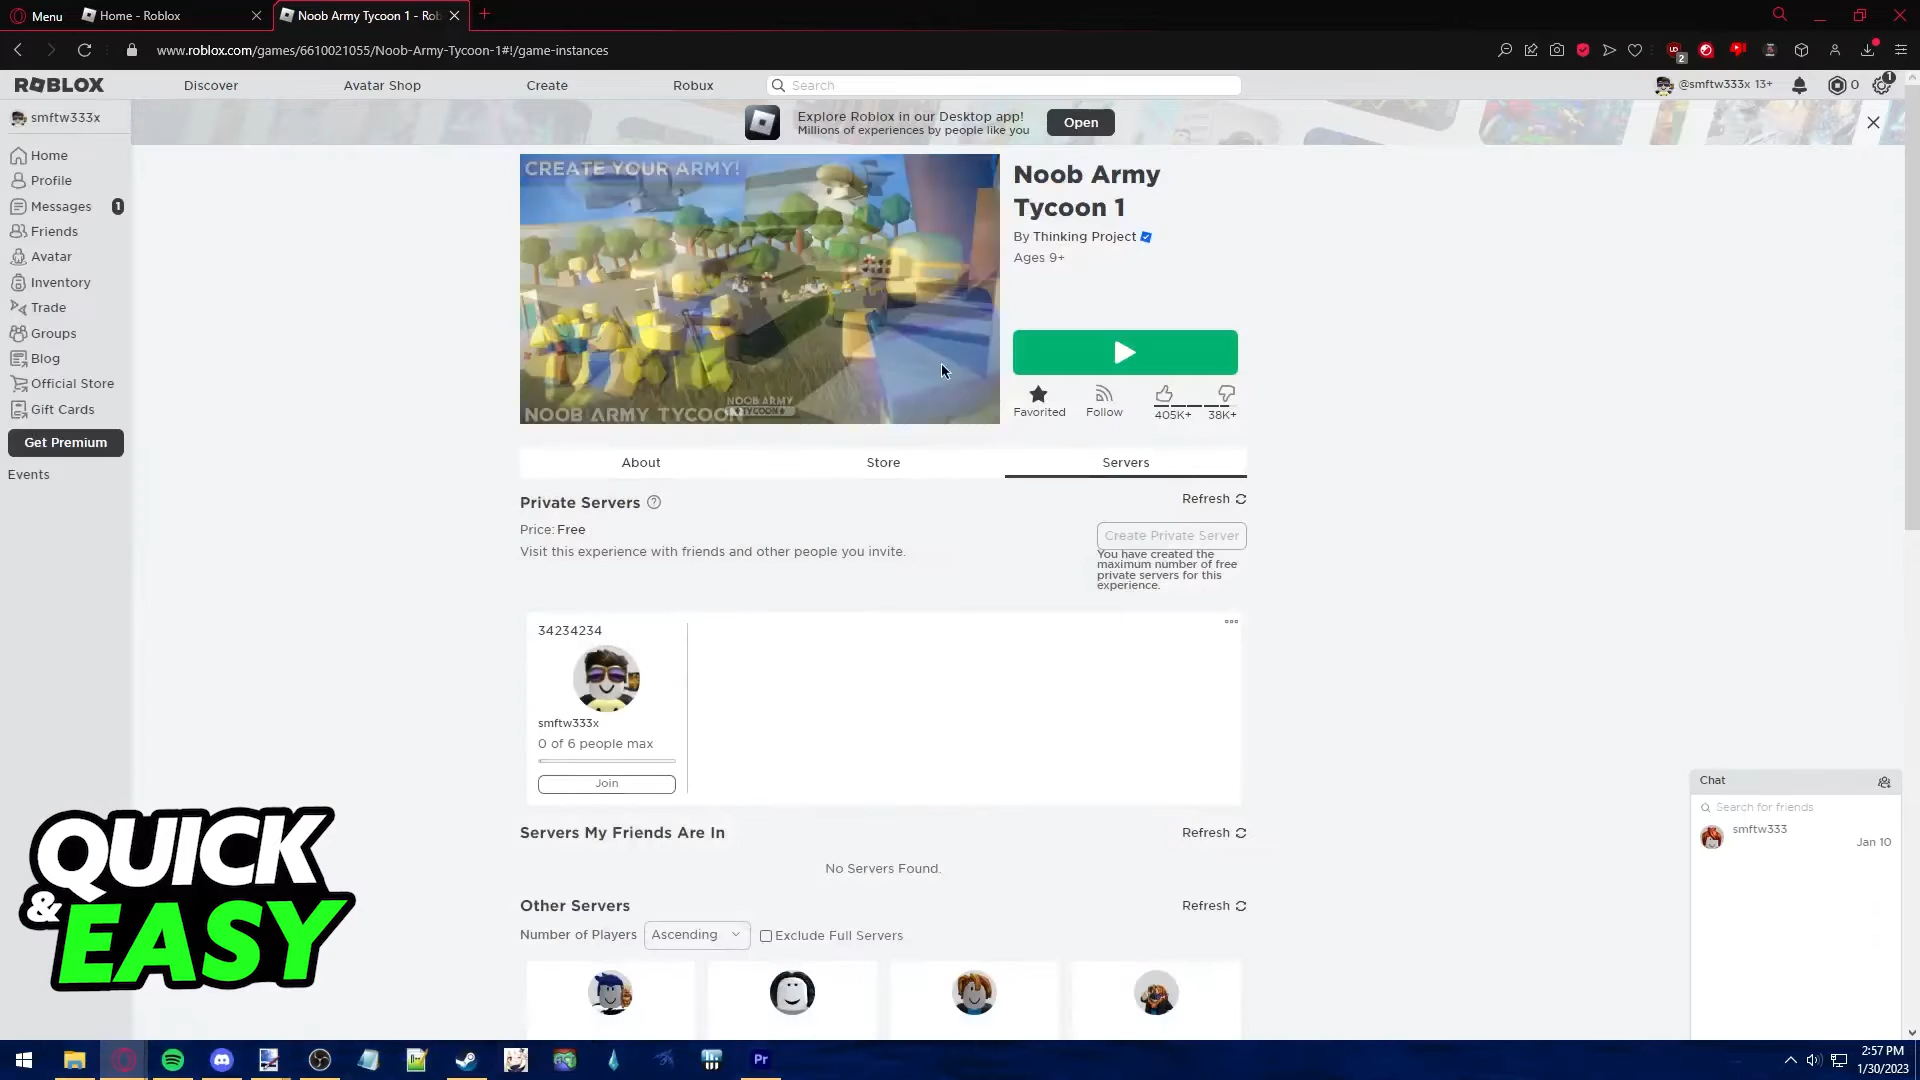 Menu
Home - Roblox
Noob Army Tycoon 1 - Rob
www.roblox.com/games/6610021055/Noob-Army-Tycoon-1#!/game-instances
2
ROBLOX
Discover
Avatar Shop
Create
Robux
Search
@smftw333x 13+
0
1
smftw333x
Explore Roblox in our Desktop app!
Millions of experiences by people like you
Open
Home
Profile
Messages
1
Friends
Avatar
Inventory
Trade
Groups
Blog
Official Store
Gift Cards
Get Premium
Events
CREATE YOUR ARMY!
NOOB ARMY TYCOON
NOOB ARMY
TYCOON
Noob Army
Tycoon 1
By Thinking Project
Ages 9+
Favorited
Follow
405K+
38K+
About
Store
Servers
Private Servers
Refresh
Price: Free
Visit this experience with friends and other people you invite.
Create Private Server
You have created the
maximum number of free
private servers for this
experience.
34234234
smftw333x
0 of 6 people max
Join
Servers My Friends Are In
Refresh
No Servers Found.
Other Servers
Refresh
Number of Players
Ascending
Exclude Full Servers
Chat
Search for friends
smftw333
Jan 10
QUICK
& EASY
Pr
2:57 PM
1/30/2023